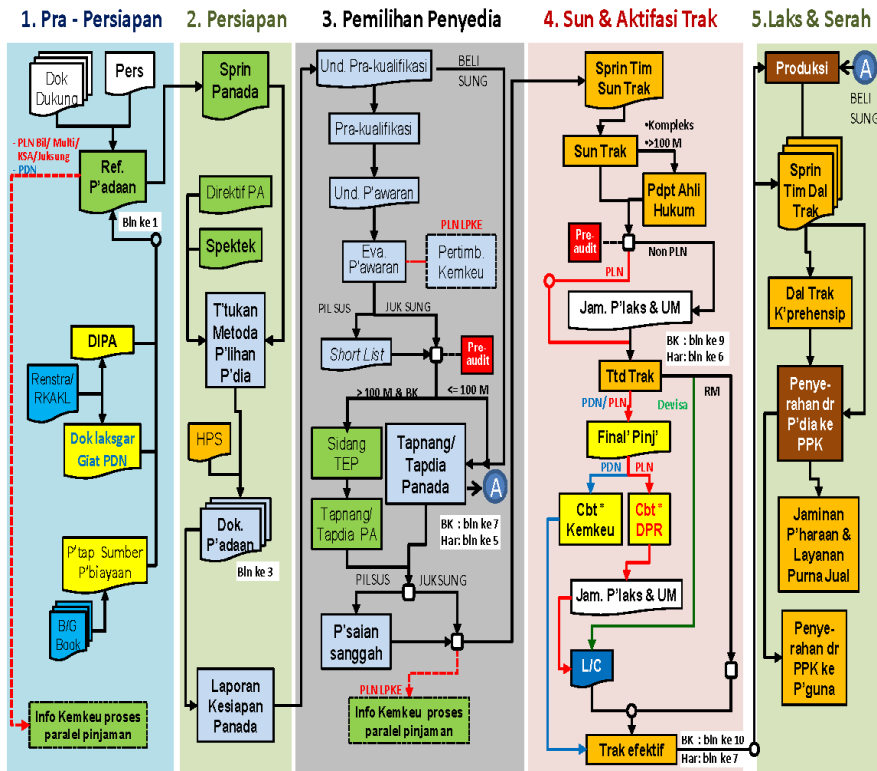 1. Pra - Persiapan
Dok
Dukung
Pers
- PLN Bil/ Multi/
KSA/Juksung
- PDN
Ref.
P'adaan
Bln ke 1
DIPA
Renstra/
RKAKL
Dok laksgar
Giat PDN
P'tap Sumber
P'biayaan
B/G
Book
Info Kemkeu proses
paralel pinjaman
2. Persiapan
Sprin
Panada
Direktif PA
Spektek
T'tukan
Metoda
P'lihan
P'dia
HPS
Dok.
P'adaan
Bln ke 3
Laporan
Kesiapan
Panada
3. Pemilihan Penyedia
Und. Pra-kualifikasi
BELI
SUNG
Pra-kualifikasi
Und. P'awaran
PLN LPKE
Eva.
P'awaran
Pertimb.
Kemkeu
PILSUS
JUKSUNG
Short List
Pre-
audit
> 100 M & BK
<= 100 M
Sidang
TEP
Tapnang/
Tapdia
Panada
A
Tapnang/
Tapdia PA
BK : bln ke 7
Har: bln ke 5
PILSUS
JUKSUNG
P'saian
sanggah
PLN LPKE
Info Kemkeu proses
paralel pinjaman
4. Sun & Aktifasi Trak
Sprin Tim
Sun Trak
•Kompleks
•>100 M
Sun Trak
Pdpt Ahli
Hukum
Pre-
audit
Non PLN
PLN
Jam. P'laks & UM
BK : bln ke 9
Har: bln ke 6
Ttd Trak
PDN/ PLN
Devisa
RM
Final' Pinj'
PDN
PLN
Cbt *
Kemkeu
Cbt *
DPR
Jam. P'laks & UM
L/C
Trak efektif
BK : bln ke 10
Har: bln ke 7
5.Laks & Serah
Produksi
A
BELI
SUNG
Sprin
Tim Dal
Trak
Dal Trak
K'prehensip
Penye-
rahan dr
P'dia ke
PPK
Jaminan
P'haraan &
Layanan
Purna Jual
Penye-
rahan dr
PPK ke
P'guna